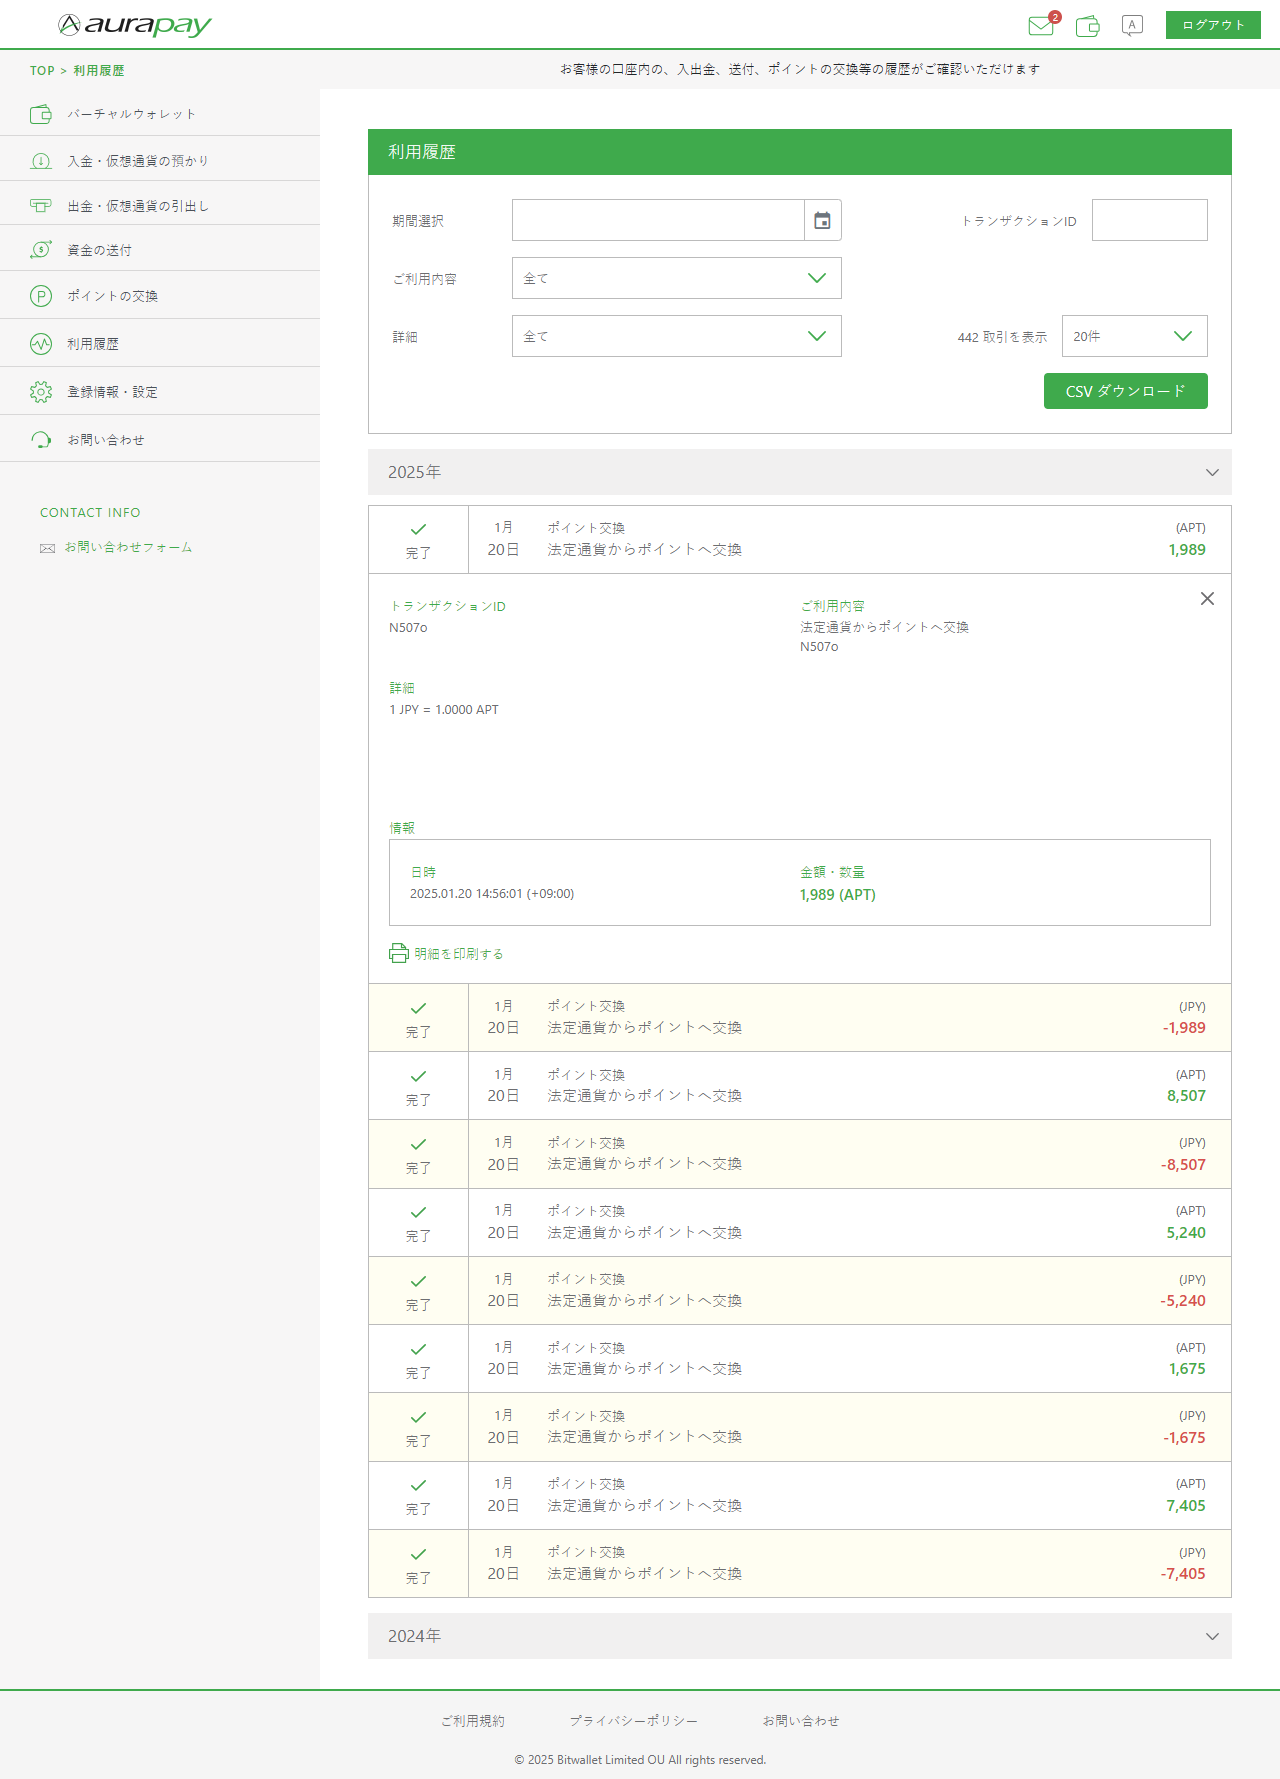 aurapay
2
A
ログアウト
TOP > 利用履歴
お客様の口座内の、入出金、送付、ポイントの交換等の履歴がご確認いただけます
バーチャルウォレット
入金・仮想通貨の預かり
出金・仮想通貨の引出し
資金の送付
ポイントの交換
利用履歴
登録情報・設定
お問い合わせ
CONTACT INFO
お問い合わせフォーム
利用履歴
期間選択
トランザクションID
ご利用内容
全て
詳細
全て
442 取引を表示
20件
CSV ダウンロード
2025年
完了
1月
20日
ポイント交換
法定通貨からポイントへ交換
(APT)
1,989
トランザクションID
N507o
ご利用内容
法定通貨からポイントへ交換
N507o
詳細
1 JPY = 1.0000 APT
情報
日時
2025.01.20 14:56:01 (+09:00)
金額・数量
1,989 (APT)
明細を印刷する
完了
1月
20日
ポイント交換
法定通貨からポイントへ交換
(JPY)
-1,989
完了
1月
20日
ポイント交換
法定通貨からポイントへ交換
(APT)
8,507
完了
1月
20日
ポイント交換
法定通貨からポイントへ交換
(JPY)
-8,507
完了
1月
20日
ポイント交換
法定通貨からポイントへ交換
(APT)
5,240
完了
1月
20日
ポイント交換
法定通貨からポイントへ交換
(JPY)
-5,240
完了
1月
20日
ポイント交換
法定通貨からポイントへ交換
(APT)
1,675
完了
1月
20日
ポイント交換
法定通貨からポイントへ交換
(JPY)
-1,675
完了
1月
20日
ポイント交換
法定通貨からポイントへ交換
(APT)
7,405
完了
1月
20日
ポイント交換
法定通貨からポイントへ交換
(JPY)
-7,405
2024年
ご利用規約
プライバシーポリシー
お問い合わせ
© 2025 Bitwallet Limited OU All rights reserved.